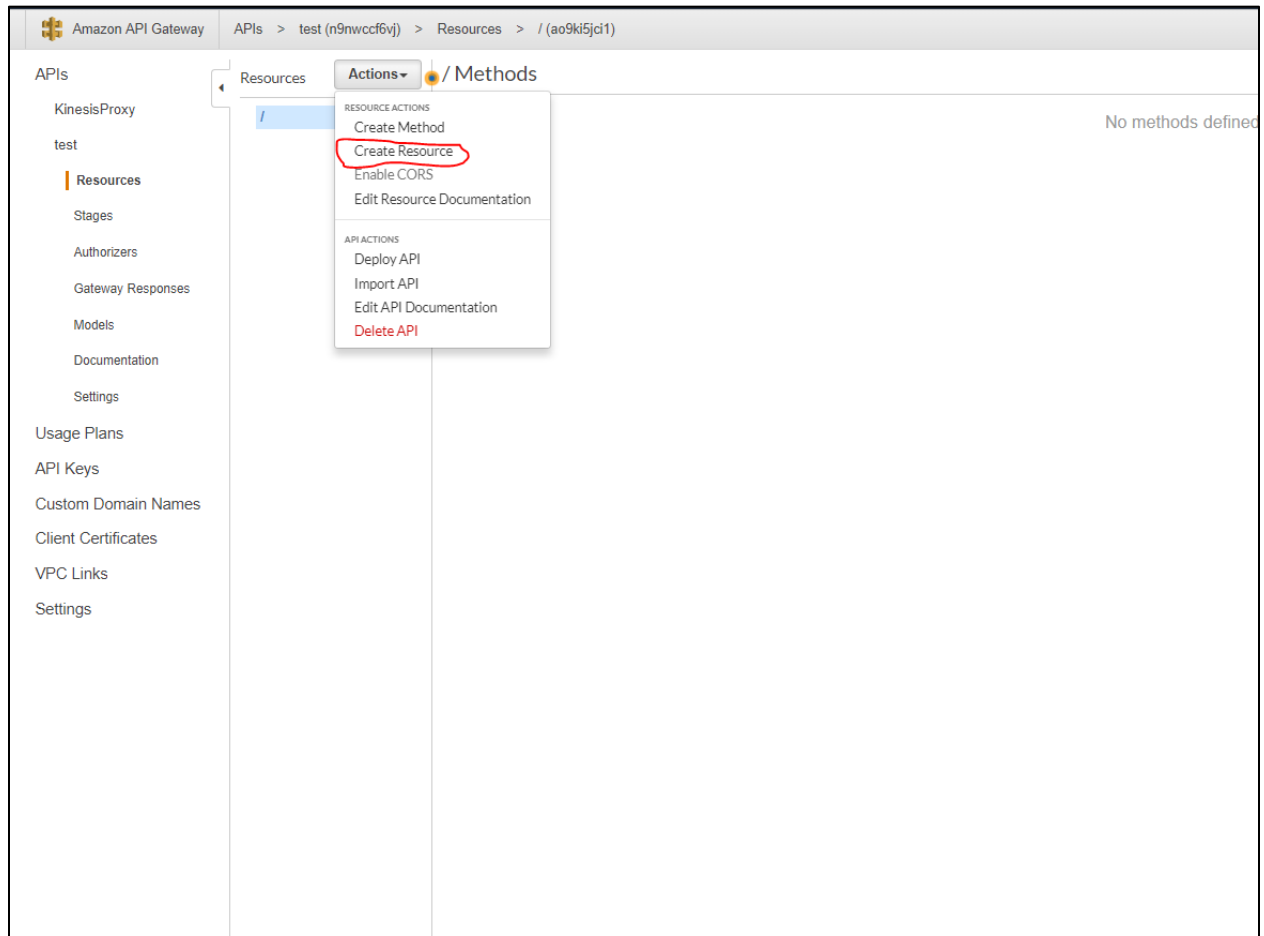 Amazon API Gateway APIs > test (n9nwccf6vj) > Resources > / (ao9ki5jci1)
APIs
KinesisProxy
test
Resources
Stages
Authorizers
Gateway Responses
Models
Documentation
Settings
Usage Plans
API Keys
Custom Domain Names
Client Certificates
VPC Links
Settings
Resources Actions / Methods
/
RESOURCE ACTIONS
Create Method
Create Resource
Enable CORS
Edit Resource Documentation
API ACTIONS
Deploy API
Import API
Edit API Documentation
Delete API
No methods defined